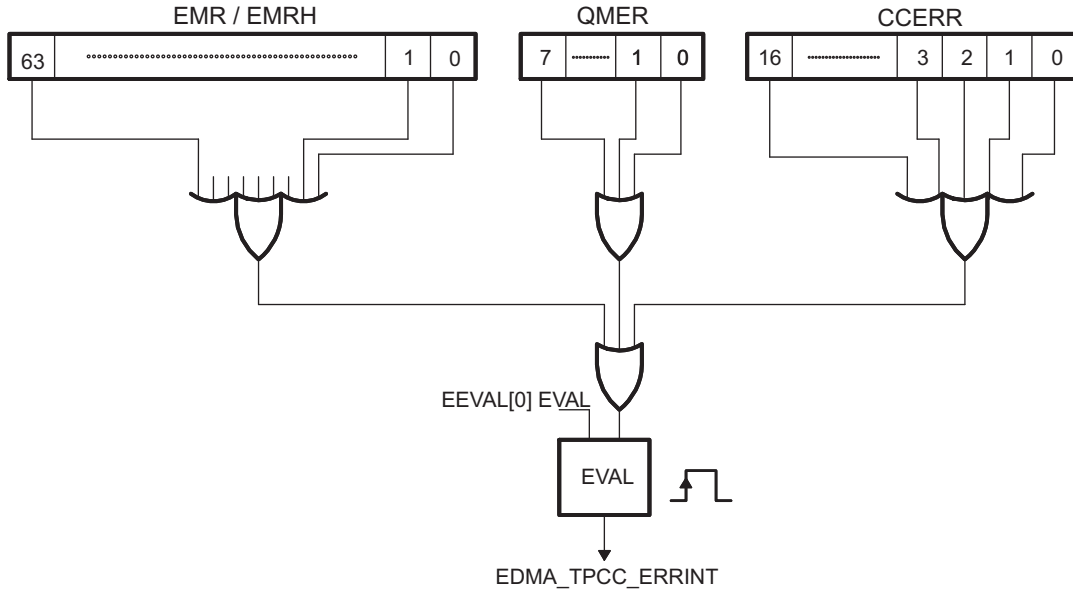 EMR / EMRH QMER CCERR
63 1 0 7 1 0 16 3 2 1 0
EEVAL[0] EVAL
EVAL
EDMA_TPCC_ERRINT